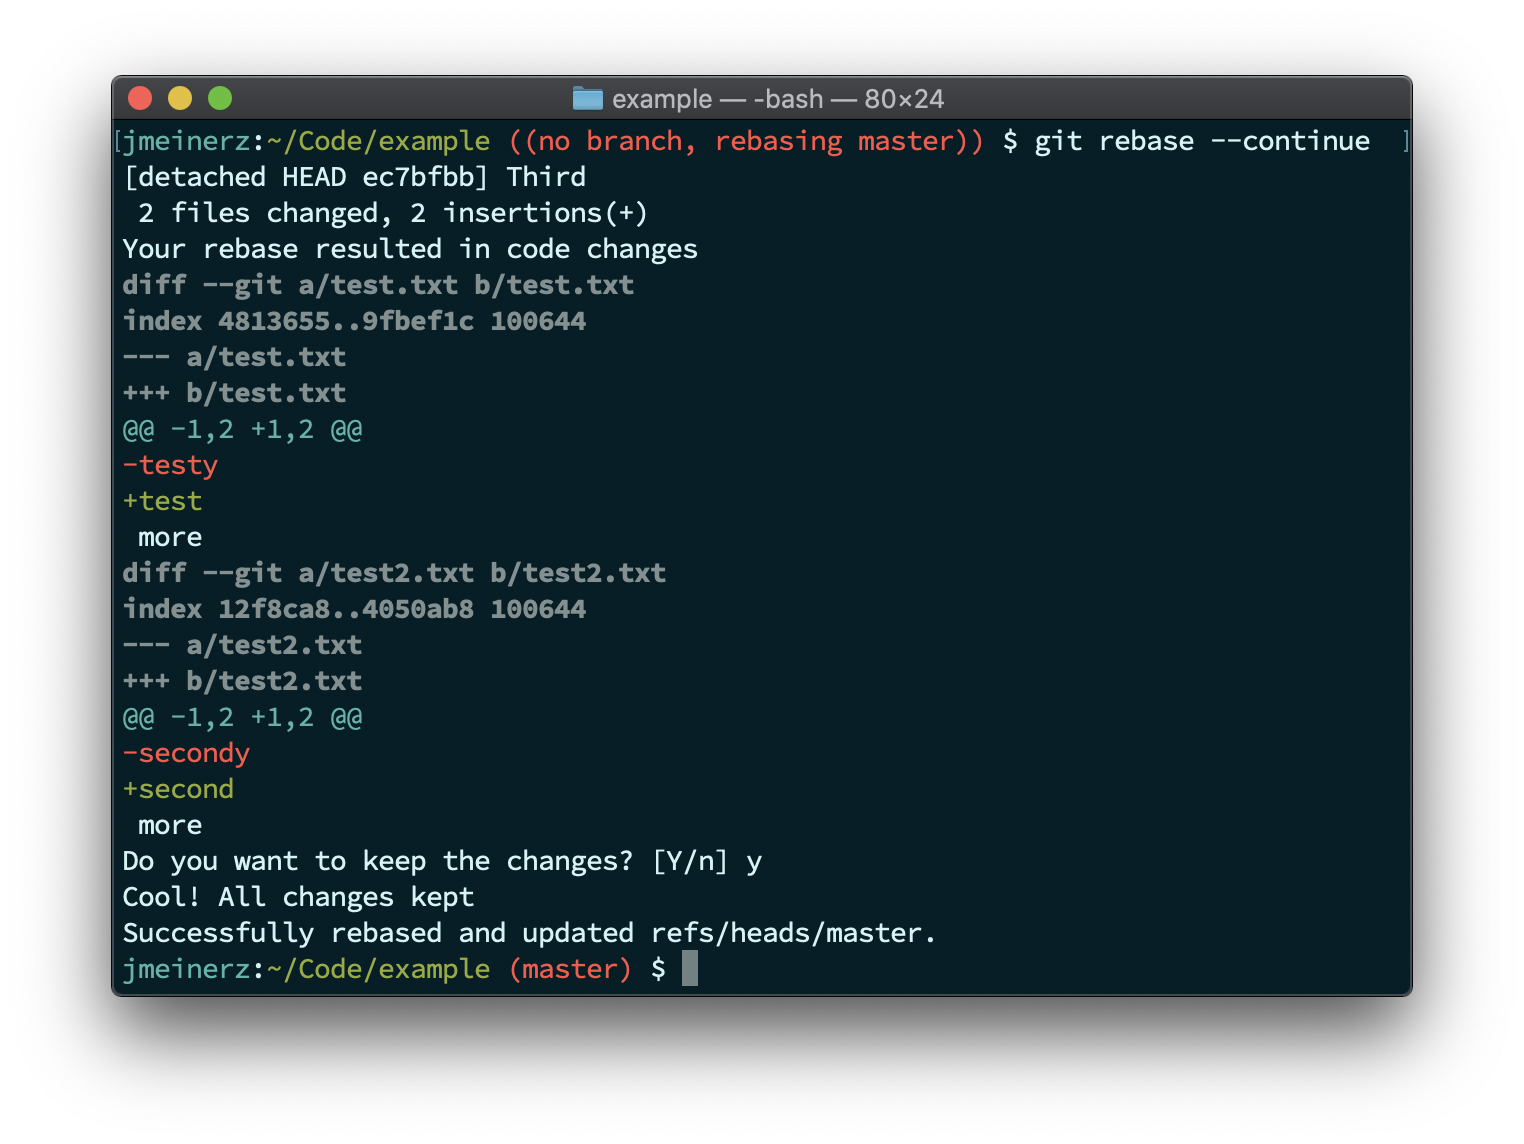 example — -bash — 80×24
[jmeinerz:~/Code/example ((no branch, rebasing master)) $ git rebase --continue ]
[detached HEAD ec7bfbb] Third
 2 files changed, 2 insertions(+)
Your rebase resulted in code changes
diff --git a/test.txt b/test.txt
index 4813655..9fbef1c 100644
--- a/test.txt
+++ b/test.txt
@@ -1,2 +1,2 @@
-testy
+test
 more
diff --git a/test2.txt b/test2.txt
index 12f8ca8..4050ab8 100644
--- a/test2.txt
+++ b/test2.txt
@@ -1,2 +1,2 @@
-secondy
+second
 more
Do you want to keep the changes? [Y/n] y
Cool! All changes kept
Successfully rebased and updated refs/heads/master.
jmeinerz:~/Code/example (master) $